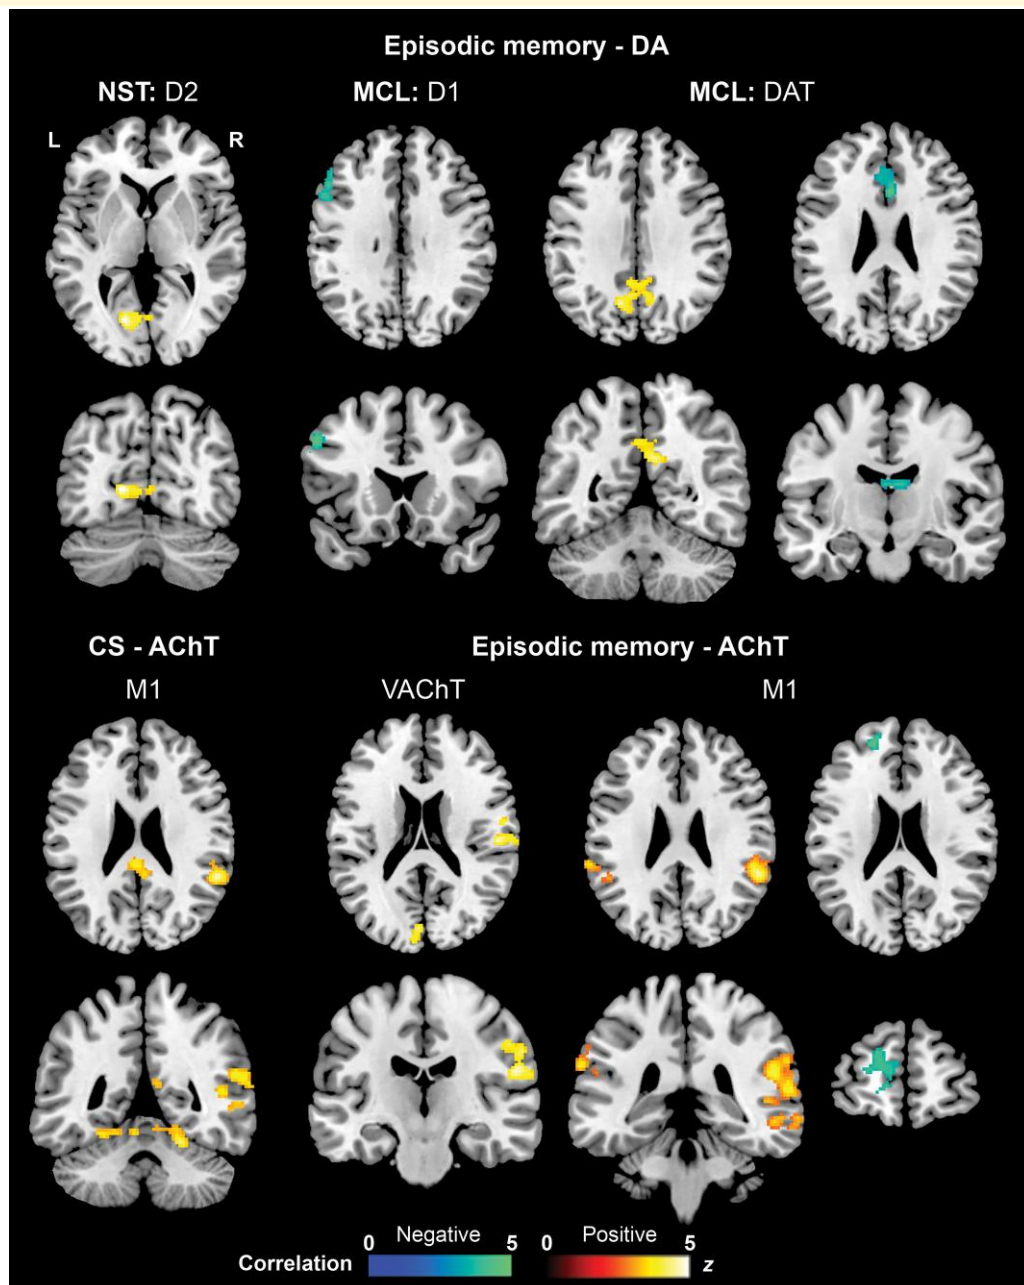 Episodic memory - DA
NST: D2 MCL: D1 MCL: DAT
L R
CS - AChT Episodic memory - AChT
M1 VAChT M1
0 Negative 5 0 Positive 5
Correlation z